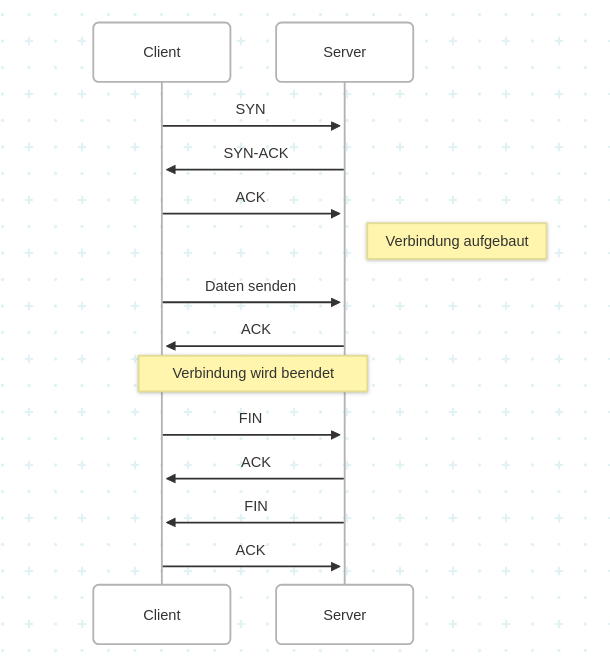 Client
Server
SYN
SYN-ACK
ACK
Verbindung aufgebaut
Daten senden
ACK
Verbindung wird beendet
FIN
ACK
FIN
ACK
Client
Server